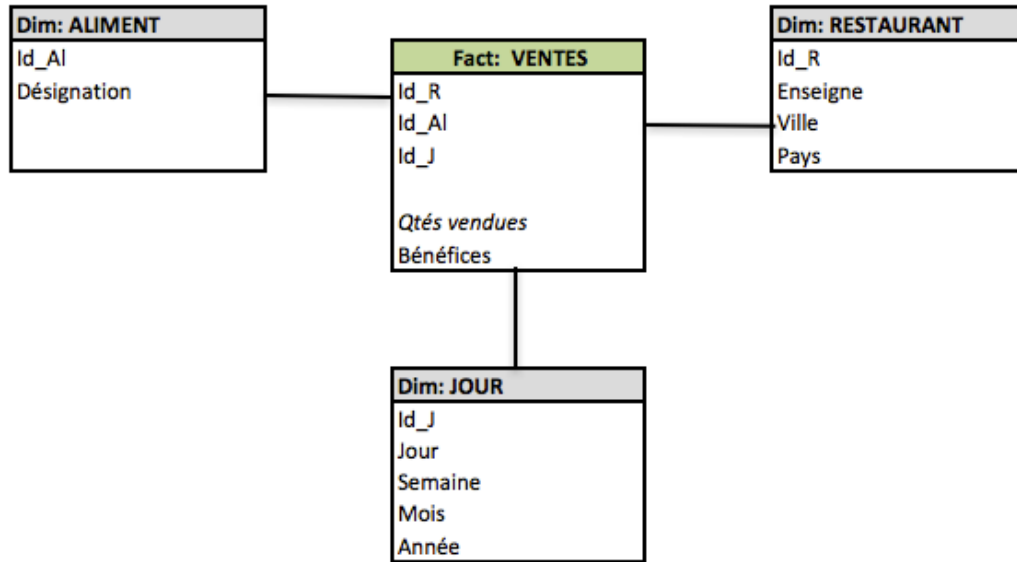 Dim: ALIMENT
Id_Al
Désignation
Fact: VENTES
Id_R
Id_Al
Id_J
Qtés vendues
Bénéfices
Dim: RESTAURANT
Id_R
Enseigne
Ville
Pays
Dim: JOUR
Id_J
Jour
Semaine
Mois
Année